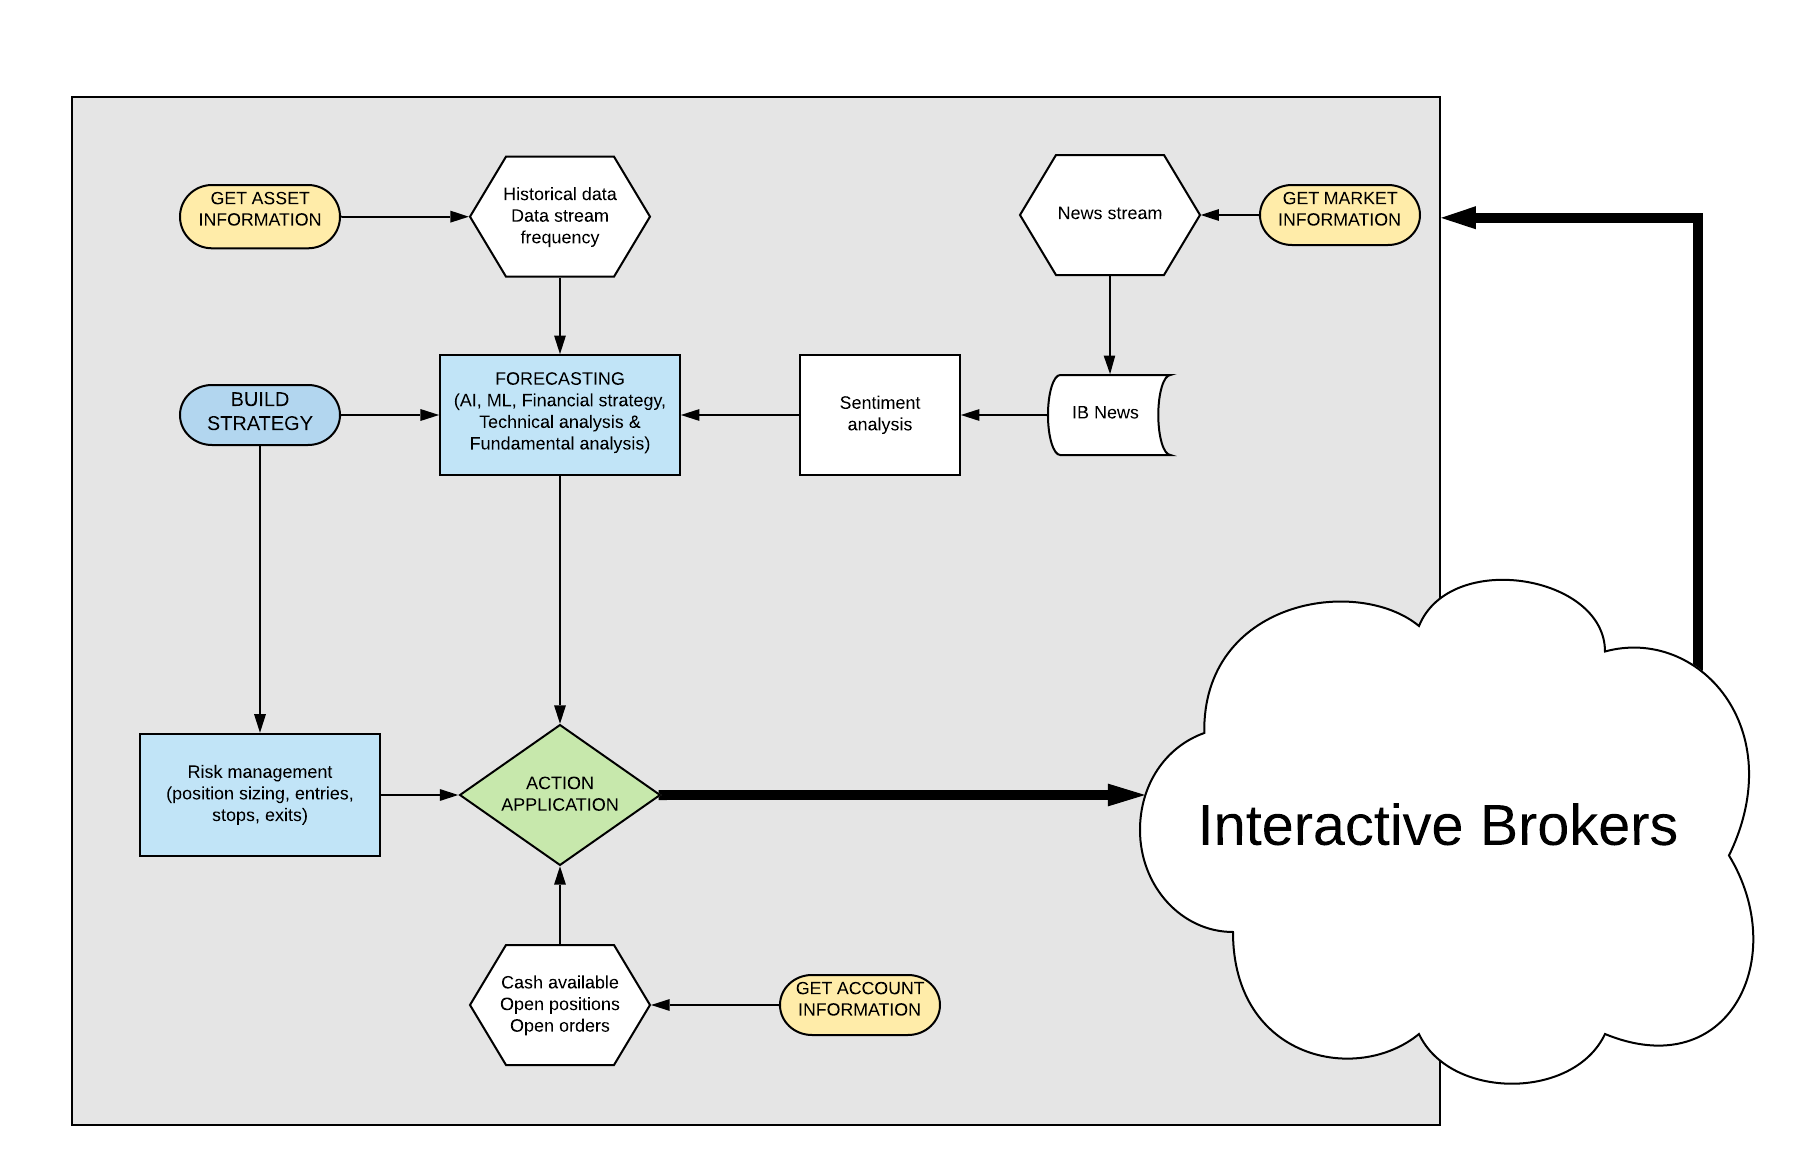 GET ASSET
INFORMATION
Historical data
Data stream
frequency
News stream
GET MARKET
INFORMATION
BUILD
STRATEGY
FORECASTING
(AI, ML, Financial strategy,
Technical analysis &
Fundamental analysis)
Sentiment
analysis
IB News
Risk management
(position sizing, entries,
stops, exits)
ACTION
APPLICATION
Interactive Brokers
Cash available
Open positions
Open orders
GET ACCOUNT
INFORMATION